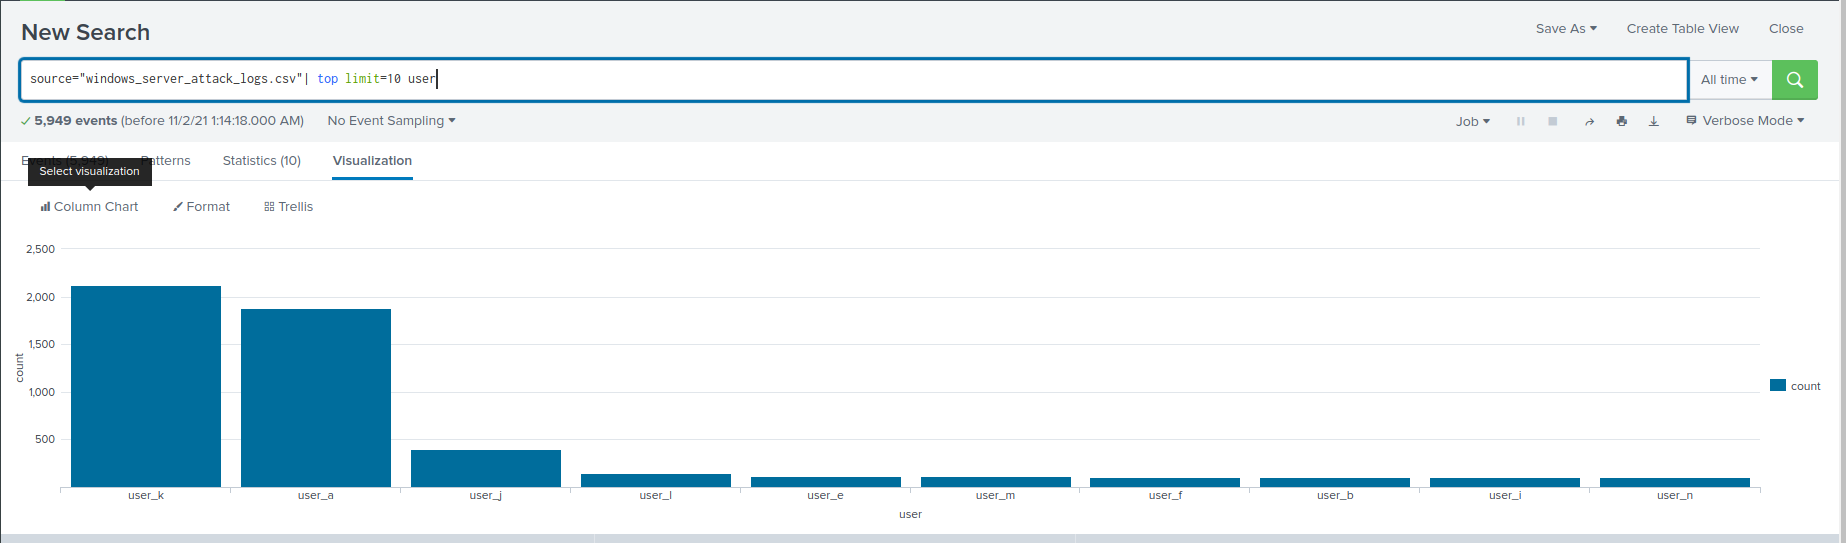 New Search
Save As Create Table View Close
source="windows_server_attack_logs.csv"| top limit=10 user
All time
5,949 events (before 11/2/21 1:14:18.000 AM) No Event Sampling
Job Verbose Mode
Events (5,949) Patterns Statistics (10) Visualization
Select visualization
Column Chart Format Trellis
2,500
2,000
1,500
1,000
500
count
count
user_k user_a user_j user_l user_e user_m user_f user_b user_i user_n
user